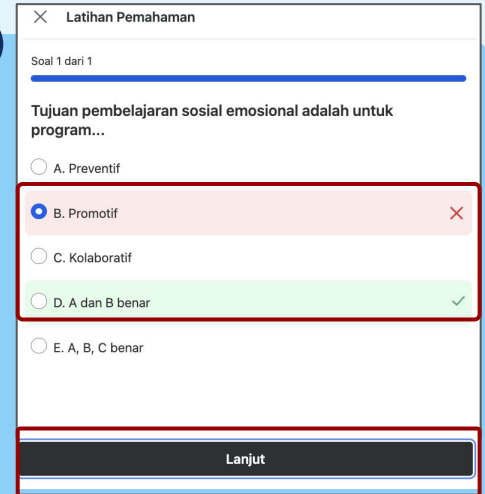 Latihan Pemahaman
Soal 1 dari 1
Tujuan pembelajaran sosial emosional adalah untuk
program...
A. Preventif
B. Promotif
C. Kolaboratif
D. A dan B benar
E. A, B, C benar
Lanjut